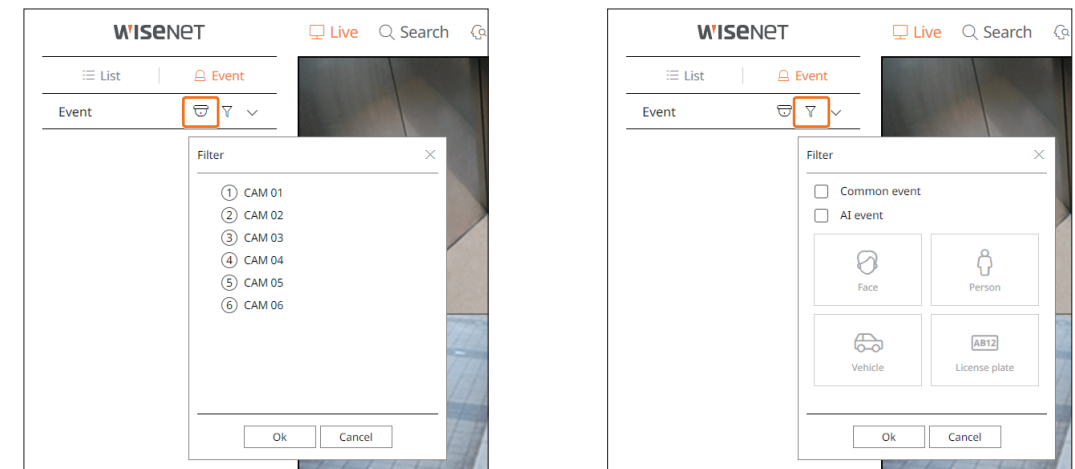 WISENET
Live
Search
List
Event
Event
Filter
1 CAM 01
2 CAM 02
3 CAM 03
4 CAM 04
5 CAM 05
6 CAM 06
Ok
Cancel
WISENET
Live
Search
List
Event
Event
Filter
Common event
AI event
Face
Person
AB12
Vehicle
License plate
Ok
Cancel